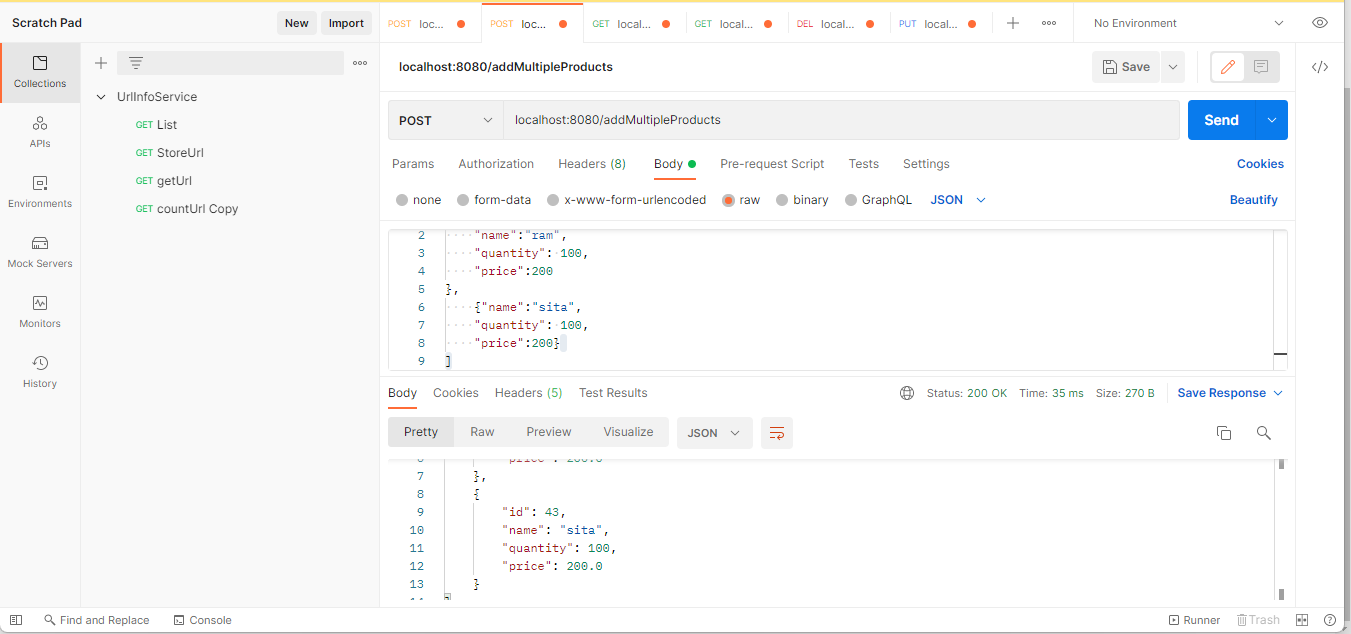 Scratch Pad New Import POST loc... POST loc... GET local... GET local... DEL local... PUT local... No Environment
Collections
APIs
Environments
Mock Servers
Monitors
History
UrlInfoService
GET List
GET StoreUrl
GET getUrl
GET countUrl Copy
localhost:8080/addMultipleProducts Save
POST localhost:8080/addMultipleProducts Send
Params Authorization Headers (8) Body Pre-request Script Tests Settings Cookies
none form-data x-www-form-urlencoded raw binary GraphQL JSON Beautify
2 "name":"ram",
3 "quantity": 100,
4 "price":200
5 },
6 {"name":"sita",
7 "quantity": 100,
8 "price":200}
9 ]
Body Cookies Headers (5) Test Results Status: 200 OK Time: 35 ms Size: 270 B Save Response
Pretty Raw Preview Visualize JSON
6 "price": 200.0
7 },
8 {
9 "id": 43,
10 "name": "sita",
11 "quantity": 100,
12 "price": 200.0
13 }
14 ]
Find and Replace Console Runner Trash